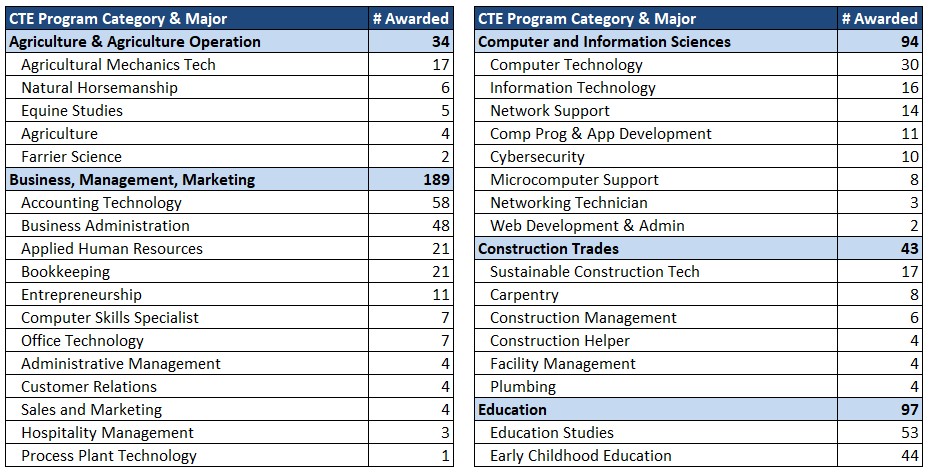 CTE Program Category & Major # Awarded
Agriculture & Agriculture Operation 34
Agricultural Mechanics Tech 17
Natural Horsemanship 6
Equine Studies 5
Agriculture 4
Farrier Science 2
Business, Management, Marketing 189
Accounting Technology 58
Business Administration 48
Applied Human Resources 21
Bookkeeping 21
Entrepreneurship 11
Computer Skills Specialist 7
Office Technology 7
Administrative Management 4
Customer Relations 4
Sales and Marketing 4
Hospitality Management 3
Process Plant Technology 1
CTE Program Category & Major # Awarded
Computer and Information Sciences 94
Computer Technology 30
Information Technology 16
Network Support 14
Comp Prog & App Development 11
Cybersecurity 10
Microcomputer Support 8
Networking Technician 3
Web Development & Admin 2
Construction Trades 43
Sustainable Construction Tech 17
Carpentry 8
Construction Management 6
Construction Helper 4
Facility Management 4
Plumbing 4
Education 97
Education Studies 53
Early Childhood Education 44